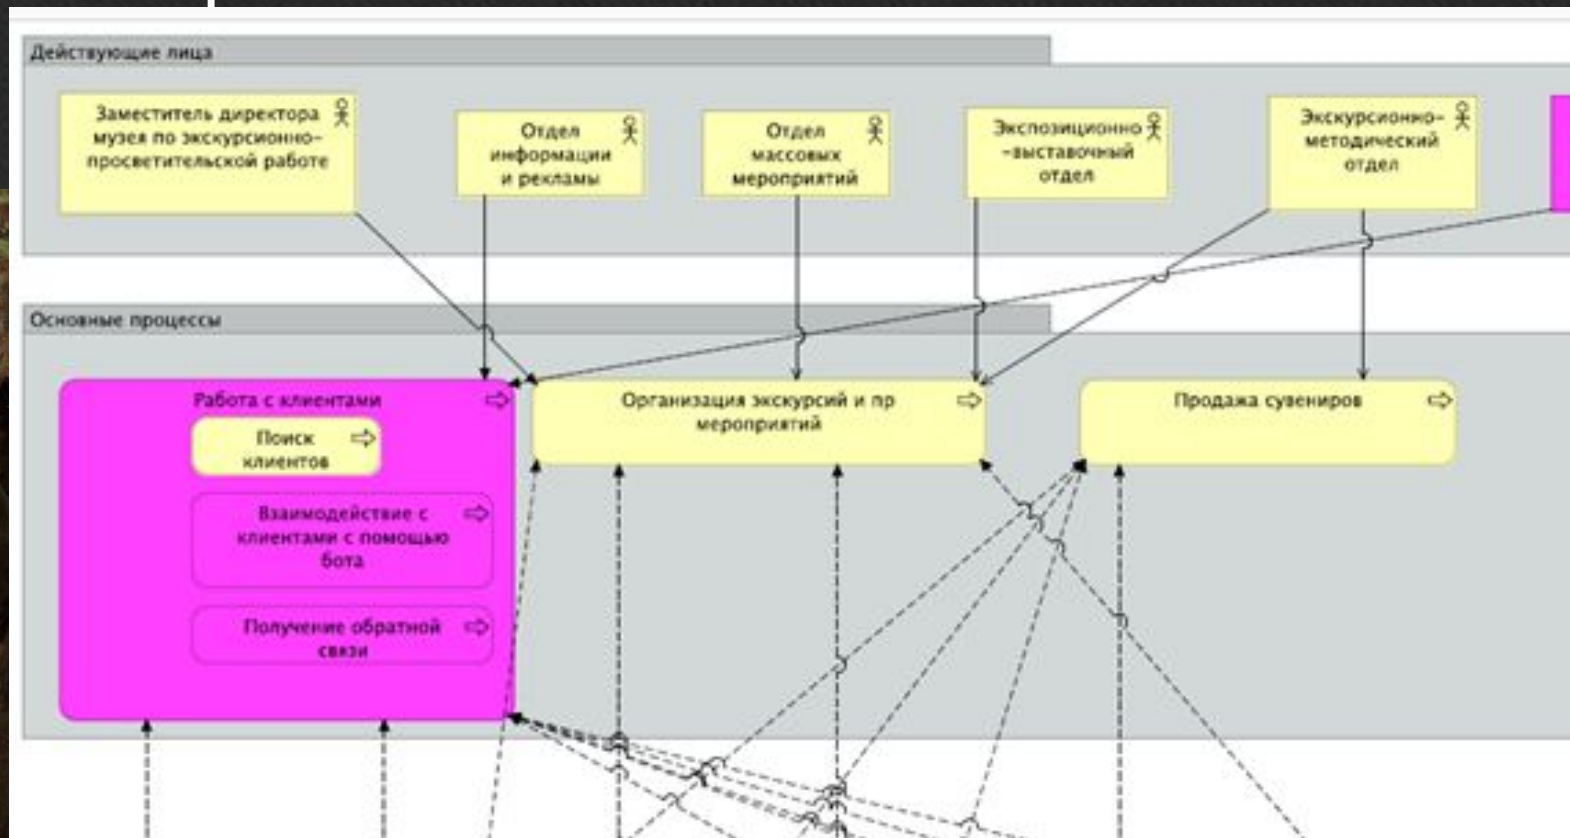 Действующие лица
Заместитель директора
музея по экскурсионно-
просветительской работе
Отдел
информации
и рекламы
Отдел
массовых
мероприятий
Экспозиционно
-выставочный
отдел
Экскурсионно-
методический
отдел
Основные процессы
Работа с клиентами
Поиск
клиентов
Взаимодействие с
клиентами с помощью
бота
Получение обратной
связи
Организация экскурсий и пр
мероприятий
Продажа сувениров